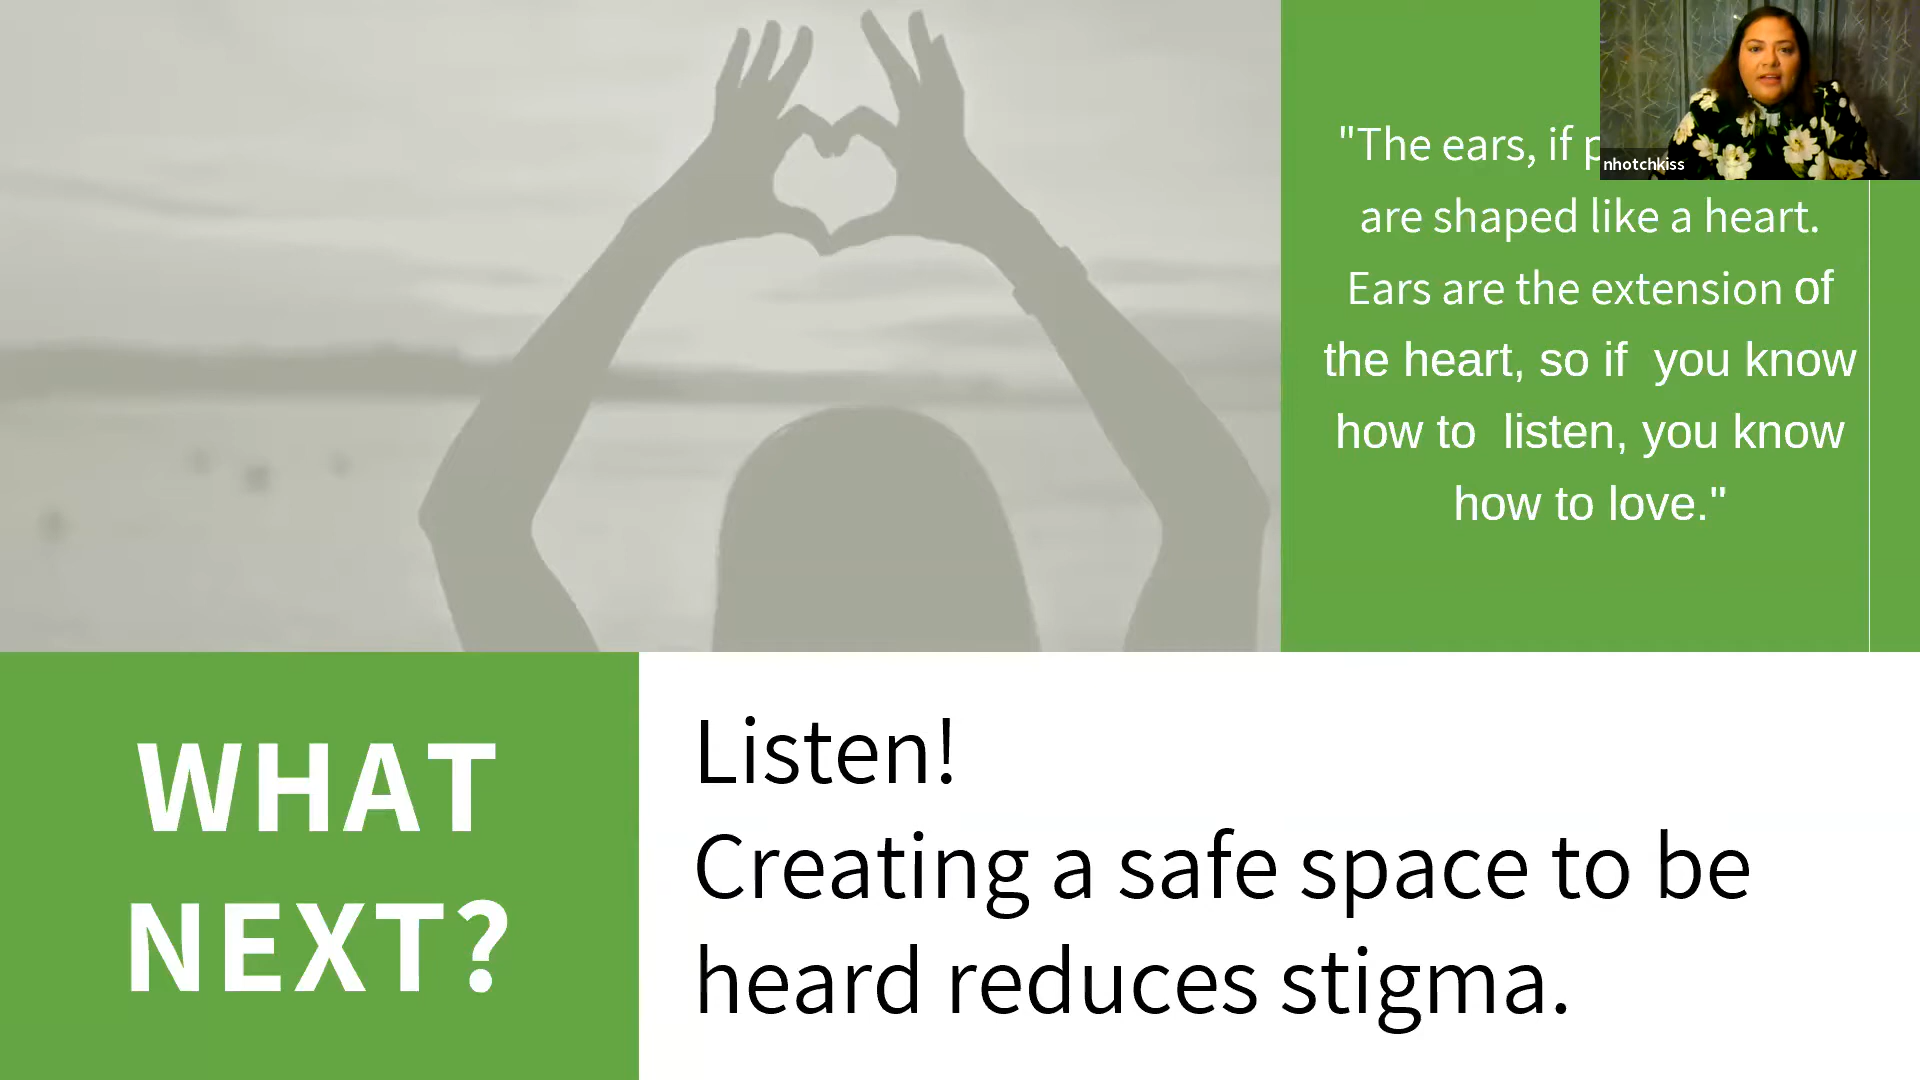 "The ears, if
are shaped like a heart.
Ears are the extension of
the heart, so if  you know
how to  listen, you know
how to love."
nhotchkiss
WHAT
NEXT?
Listen!
Creating a safe space to be
heard reduces stigma.